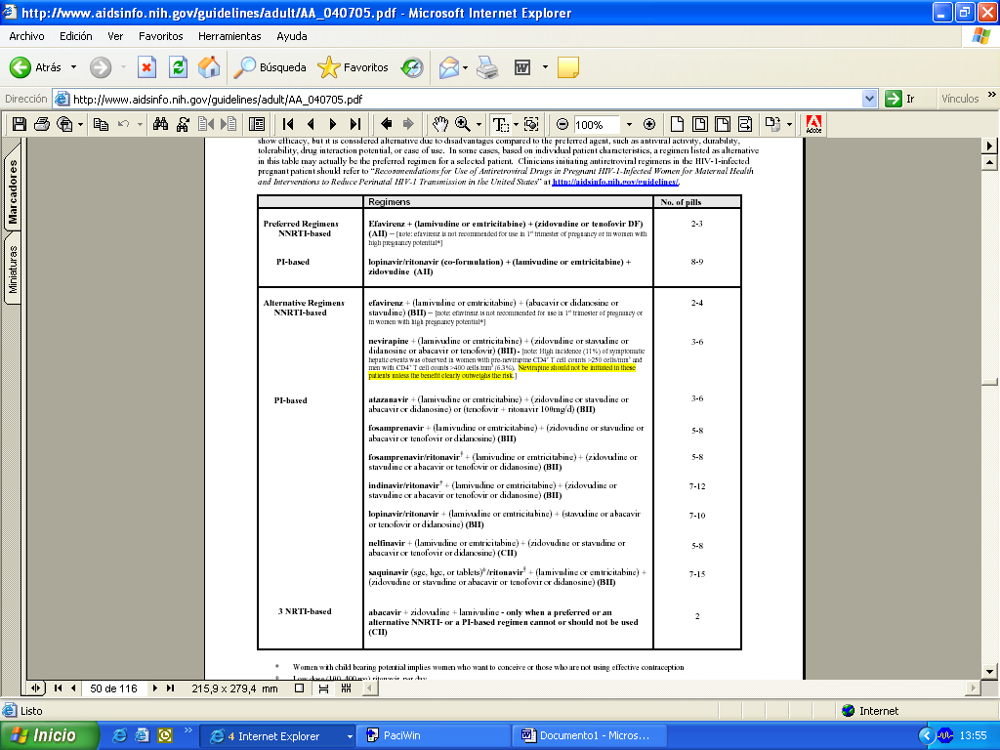 http://www.aidsinfo.nih.gov/guidelines/adult/AA_040705.pdf - Microsoft Internet Explorer
Archivo Edición Ver Favoritos Herramientas Ayuda
Atrás Búsqueda Favoritos
Dirección http://www.aidsinfo.nih.gov/guidelines/adult/AA_040705.pdf Ir Vínculos »
100%
Marcadores
Miniaturas
show efficacy, but it is considered alternative due to disadvantages compared to the preferred agent, such as antiviral activity, durability,
tolerability, drug interaction potential, or ease of use. In some cases, based on individual patient characteristics, a regimen listed as alternative
in this table may actually be the preferred regimen for a selected patient. Clinicians initiating antiretroviral regimens in the HIV-1-infected
pregnant patient should refer to "Recommendations for Use of Antiretroviral Drugs in Pregnant HIV-1-Infected Women for Maternal Health
and Interventions to Reduce Perinatal HIV-1 Transmission in the United States" at http://aidsinfo.nih.gov/guidelines/.
Regimens No. of pills
Preferred Regimens
NNRTI-based
Efavirenz + (lamivudine or emtricitabine) + (zidovudine or tenofovir DF)
(AII) – [note: efavirenz is not recommended for use in 1st trimester of pregnancy or in women with
high pregnancy potential*]
2-3
PI-based
lopinavir/ritonavir (co-formulation) + (lamivudine or emtricitabine) +
zidovudine (AII)
8-9
Alternative Regimens
NNRTI-based
efavirenz + (lamivudine or emtricitabine) + (abacavir or didanosine or
stavudine) (BII) – [note: efavirenz is not recommended for use in 1st trimester of pregnancy or
in women with high pregnancy potential*]
2-4
nevirapine + (lamivudine or emtricitabine) + (zidovudine or stavudine or
didanosine or abacavir or tenofovir) (BII) - [note: High incidence (11%) of symptomatic
hepatic events was observed in women with pre-nevirapine CD4+ T cell counts >250 cells/mm3 and
men with CD4+ T cell counts >400 cells/mm3 (6.3%). Nevirapine should not be initiated in these
patients unless the benefit clearly outweighs the risk.]
3-6
PI-based
atazanavir + (lamivudine or emtricitabine) + (zidovudine or stavudine or
abacavir or didanosine) or (tenofovir + ritonavir 100mg/d) (BII)
3-6
fosamprenavir + (lamivudine or emtricitabine) + (zidovudine or stavudine or
abacavir or tenofovir or didanosine) (BII)
5-8
fosamprenavir/ritonavir† + (lamivudine or emtricitabine) + (zidovudine or
stavudine or abacavir or tenofovir or didanosine) (BII)
5-8
indinavir/ritonavir† + (lamivudine or emtricitabine) + (zidovudine or
stavudine or abacavir or tenofovir or didanosine) (BII)
7-12
lopinavir/ritonavir + (lamivudine or emtricitabine) + (stavudine or abacavir
or tenofovir or didanosine) (BII)
7-10
nelfinavir + (lamivudine or emtricitabine) + (zidovudine or stavudine or
abacavir or tenofovir or didanosine) (CII)
5-8
saquinavir (sgc, hgc, or tablets)/ritonavir† + (lamivudine or emtricitabine) +
(zidovudine or stavudine or abacavir or tenofovir or didanosine) (BII)
7-15
3 NRTI-based
abacavir + zidovudine + lamivudine - only when a preferred or an
alternative NNRTI- or a PI-based regimen cannot or should not be used
(CII)
2
* Women with child bearing potential implies women who want to conceive or those who are not using effective contraception
† Low-dose (100-400 mg) ritonavir per day
50 de 116 215,9 x 279,4 mm
Listo Internet
Inicio » 4 Internet Explorer PaciWin Documento1 - Micros... 13:55